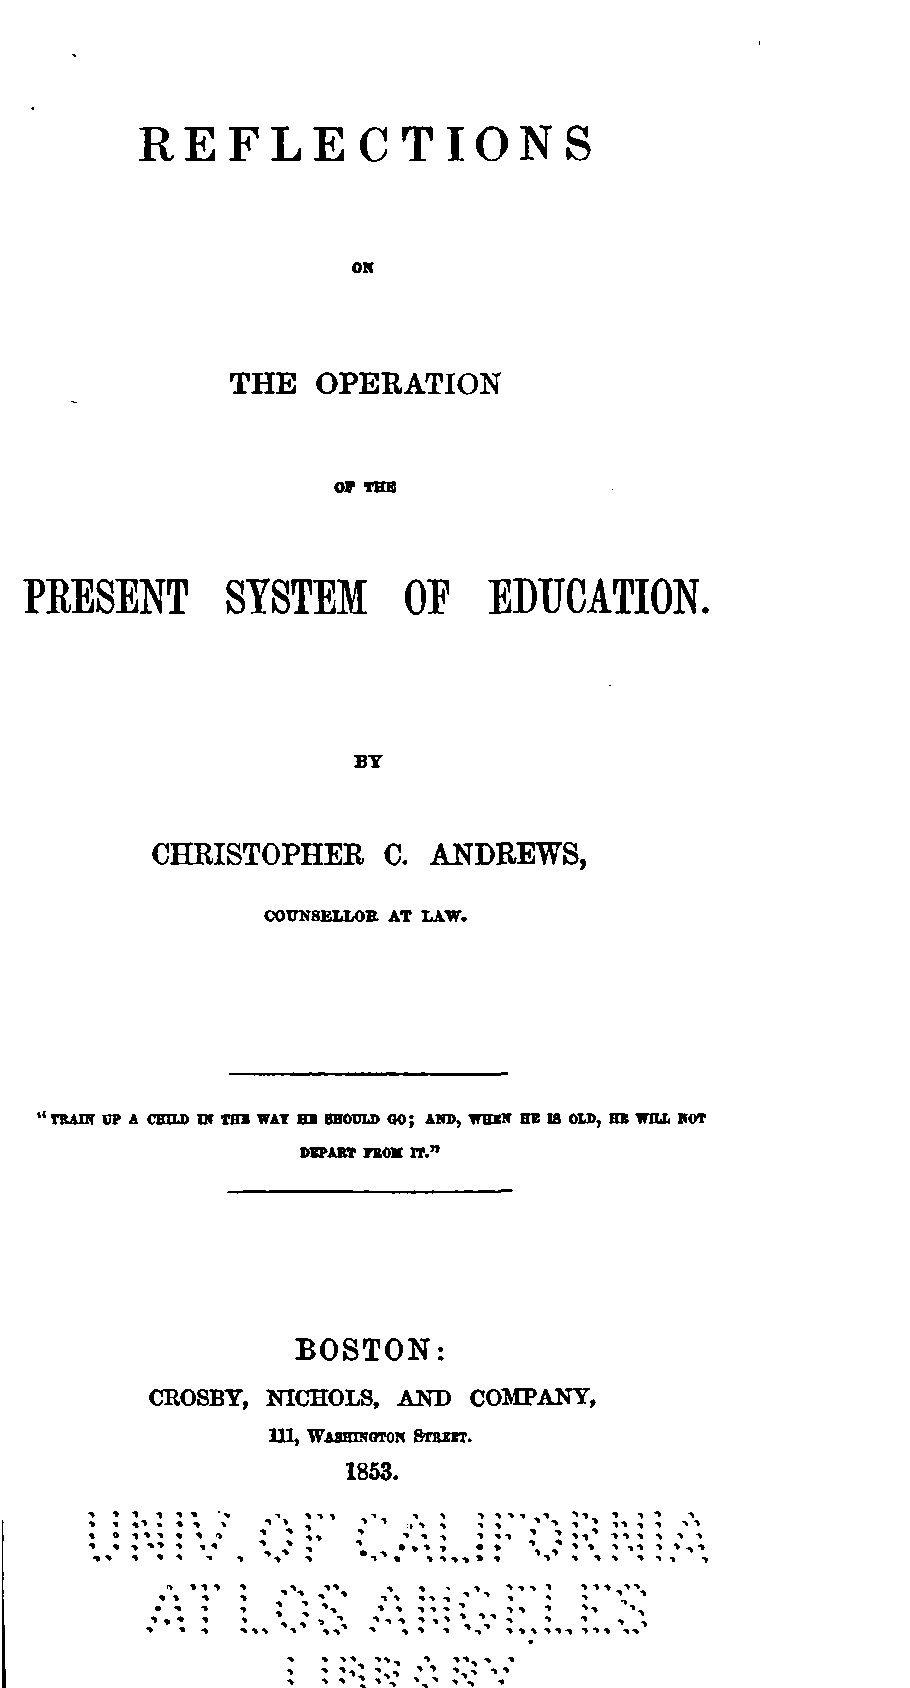 REFLECTIONS
ON
THE OPERATION
OF THE
PRESENT SYSTEM OF EDUCATION.
BY
CHRISTOPHER C. ANDREWS,
COUNSELLOR AT LAW.
"TRAIN UP A CHILD IN THE WAY HE SHOULD GO; AND, WHEN HE IS OLD, HE WILL NOT
DEPART FROM IT."
BOSTON:
CROSBY, NICHOLS, AND COMPANY,
111, WASHINGTON STREET.
1853.
UNIV. OF CALIFORNIA
AT LOS ANGELES
LIBRARY